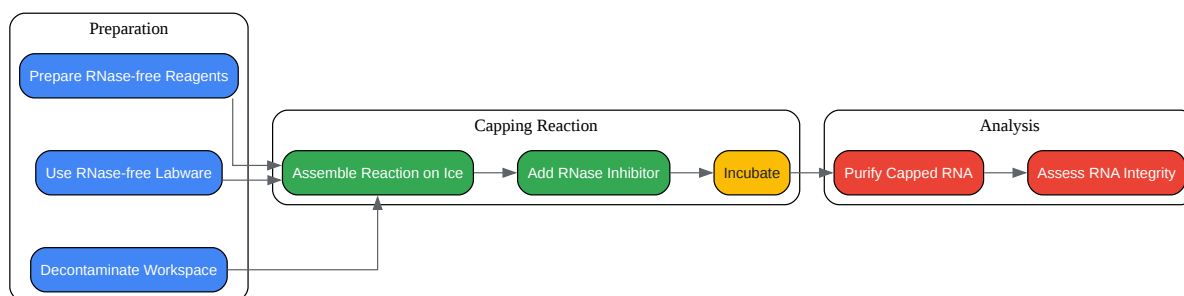 Preparation
Prepare RNase-free Reagents
Use RNase-free Labware
Decontaminate Workspace
Capping Reaction
Assemble Reaction on Ice
Add RNase Inhibitor
Incubate
Analysis
Purify Capped RNA
Assess RNA Integrity